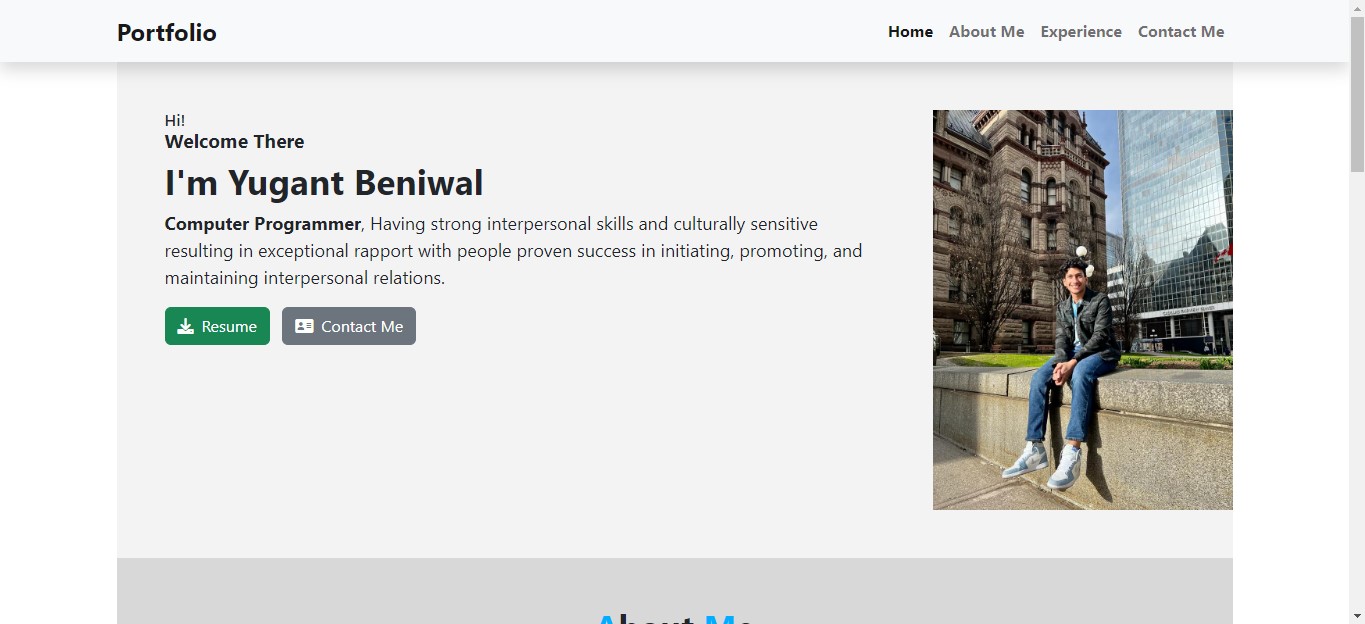 Portfolio
Home About Me Experience Contact Me
Hi!
Welcome There
I'm Yugant Beniwal
Computer Programmer, Having strong interpersonal skills and culturally sensitive
resulting in exceptional rapport with people proven success in initiating, promoting, and
maintaining interpersonal relations.
Resume Contact Me
About Me